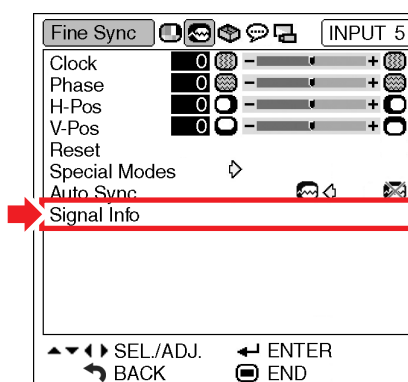 Fine Sync INPUT 5
Clock 0 - +
Phase 0 - +
H-Pos 0 - +
V-Pos 0 - +
Reset
Special Modes
Auto Sync
Signal Info
SEL./ADJ. ENTER
BACK END